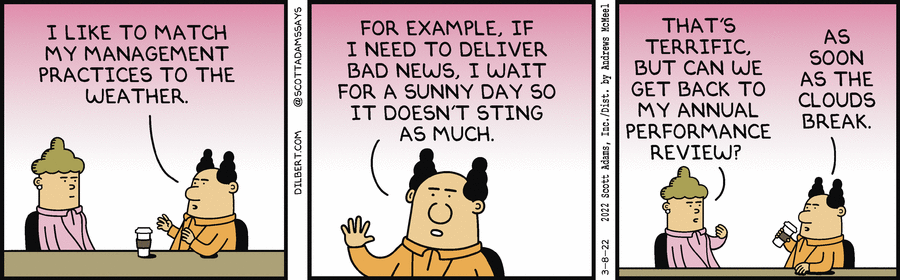 I LIKE TO MATCH
MY MANAGEMENT
PRACTICES TO THE
WEATHER.
DILBERT.COM @SCOTTADAMSSAYS
FOR EXAMPLE, IF
I NEED TO DELIVER
BAD NEWS, I WAIT
FOR A SUNNY DAY SO
IT DOESN'T STING
AS MUCH.
3-8-22 2022 Scott Adams, Inc./Dist. by Andrews McMeel
THAT'S
TERRIFIC,
BUT CAN WE
GET BACK TO
MY ANNUAL
PERFORMANCE
REVIEW?
AS
SOON
AS THE
CLOUDS
BREAK.